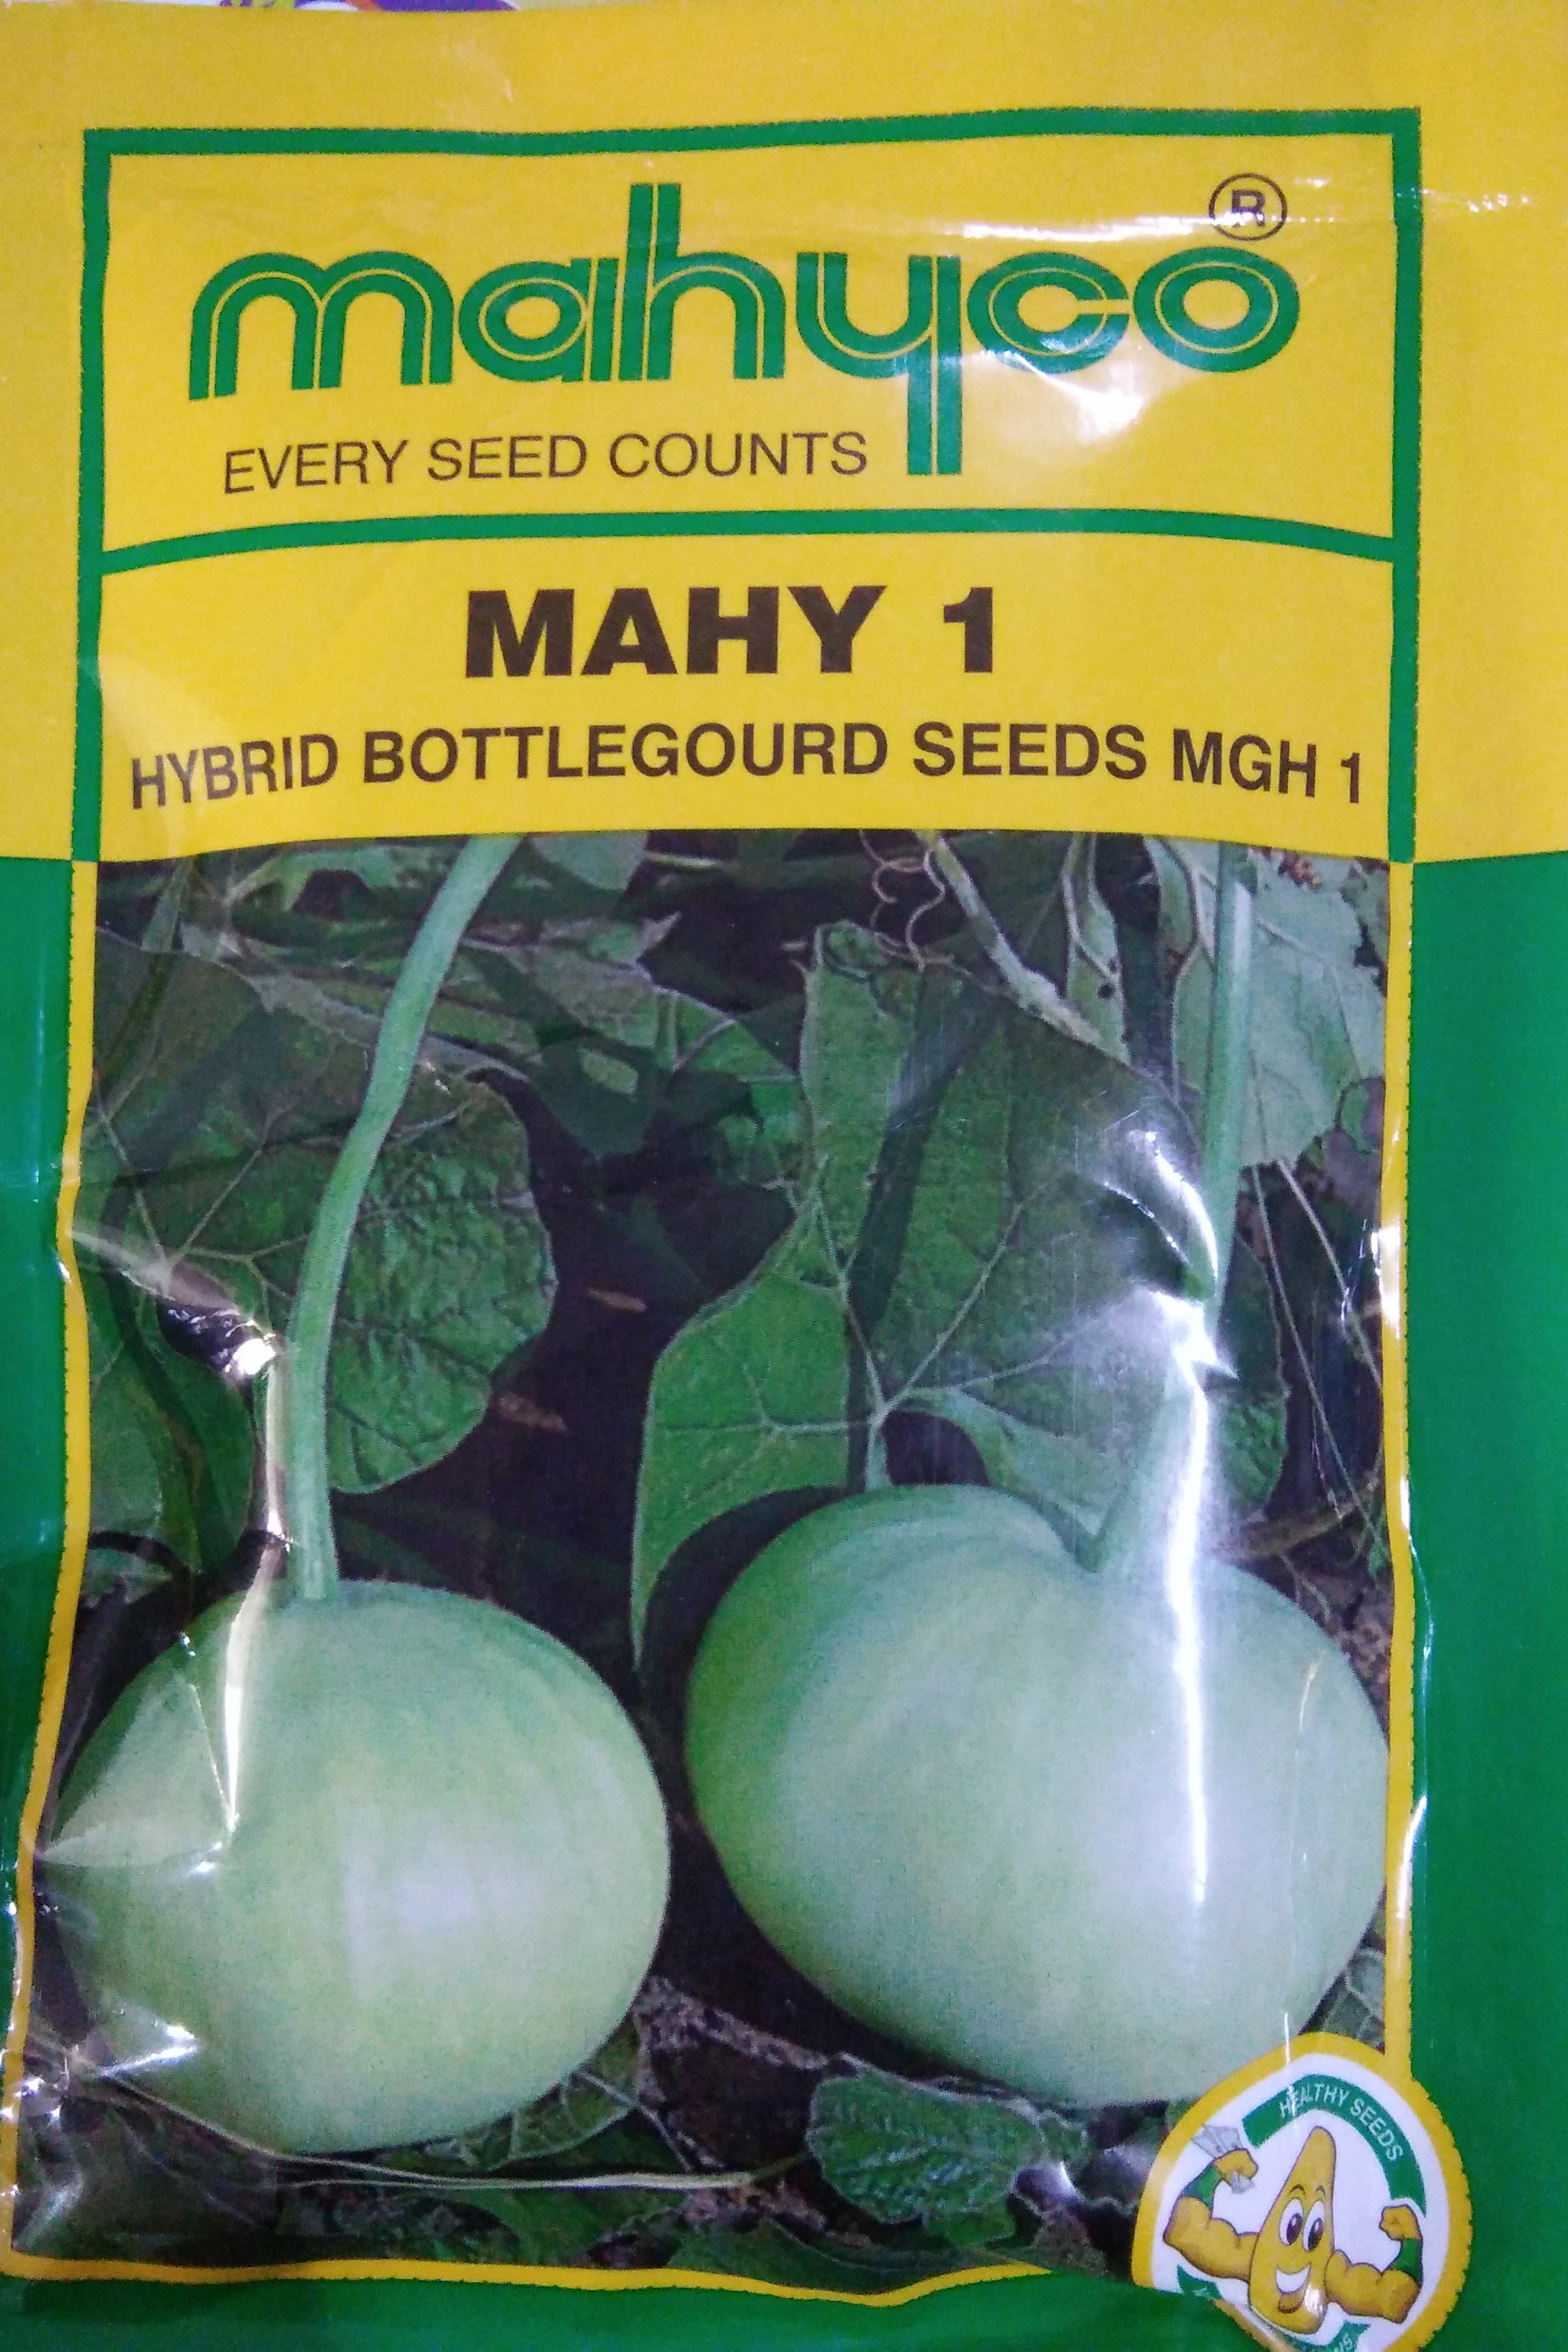 mahyco®
EVERY SEED COUNTS
MAHY 1
HYBRID BOTTLEGOURD SEEDS MGH 1
HEALTHY SEEDS